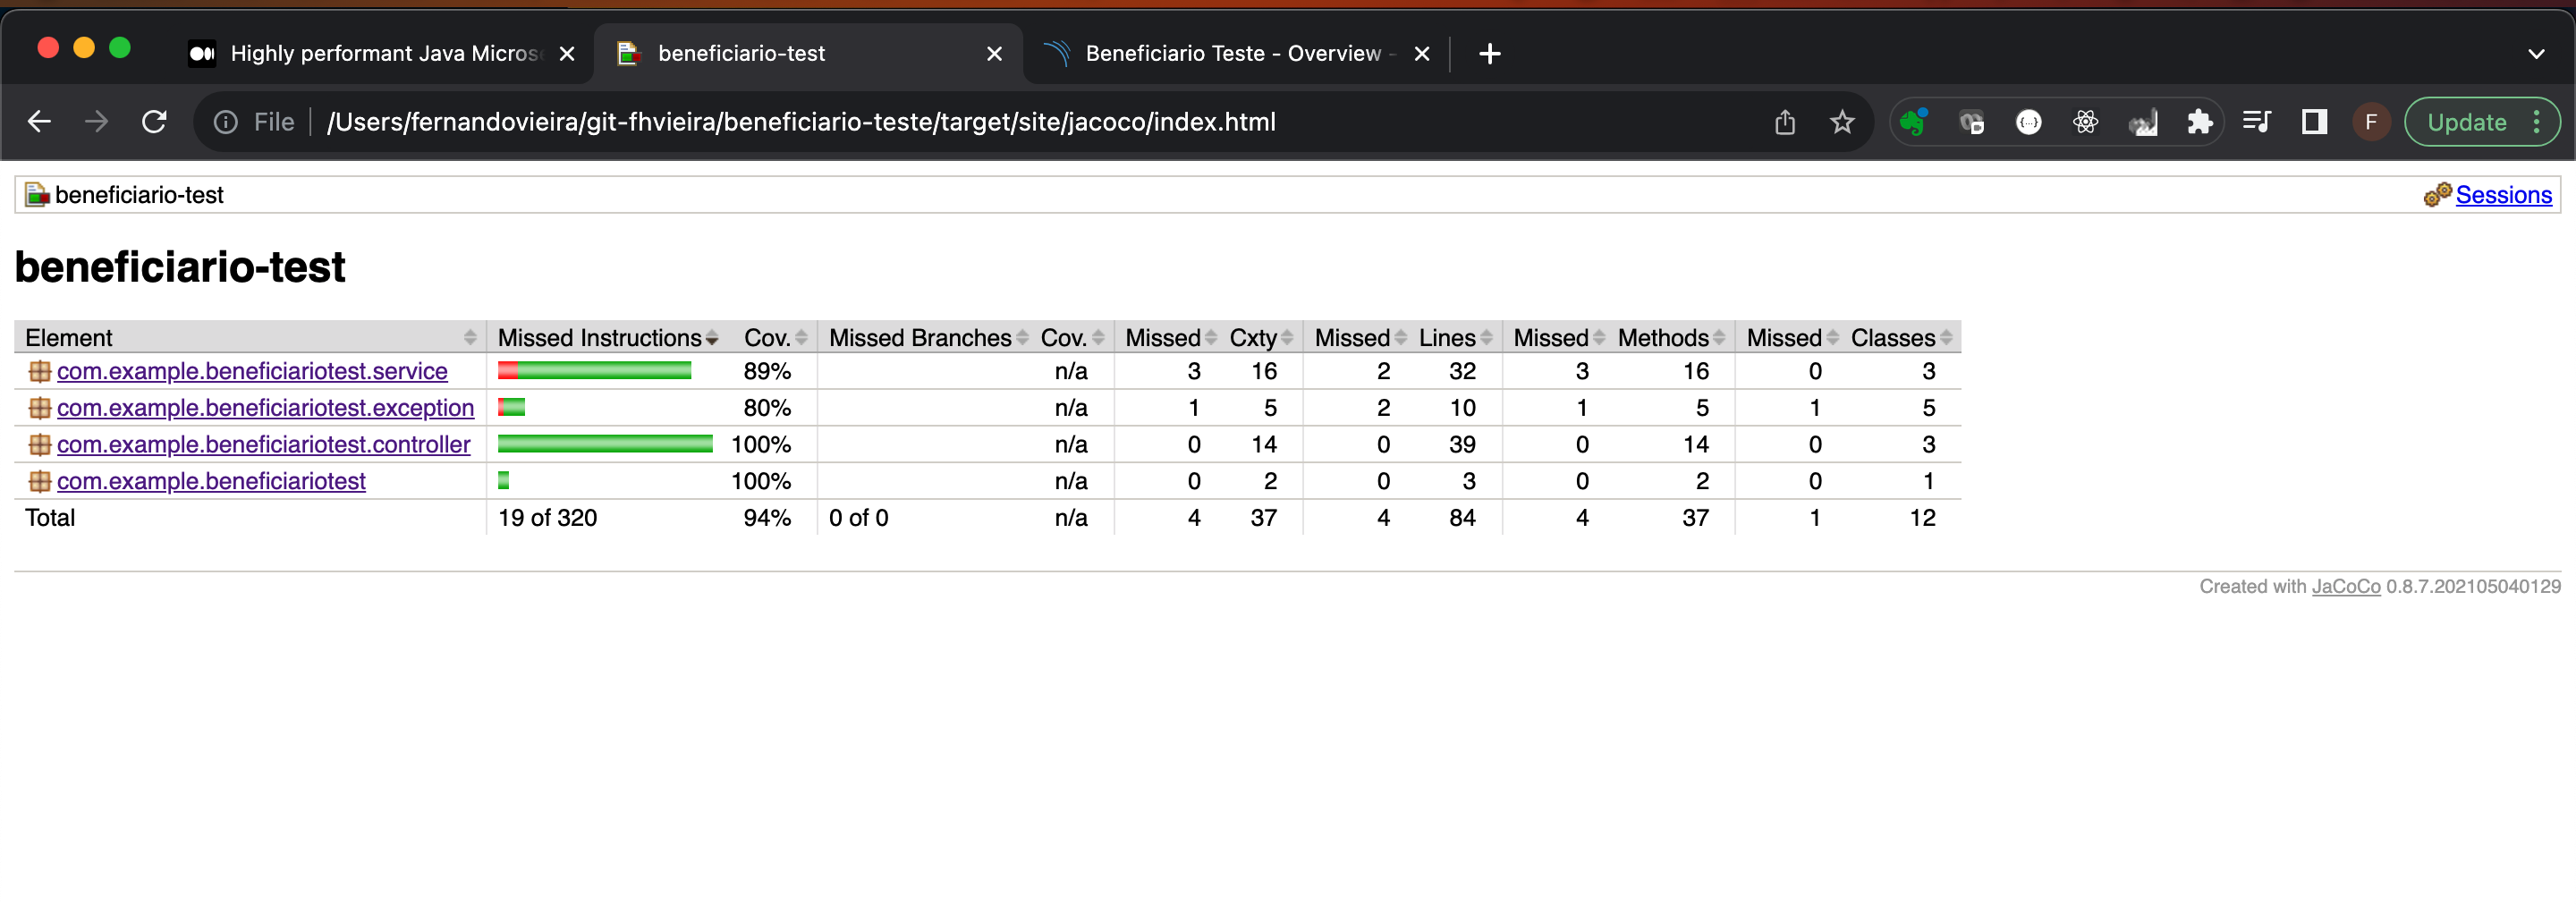 Highly performant Java Micros
beneficiario-test
Beneficiario Teste - Overview -
File
/Users/fernandovieira/git-fhvieira/beneficiario-teste/target/site/jacoco/index.html
F
Update
beneficiario-test
Sessions
beneficiario-test
Element Missed Instructions Cov. Missed Branches Cov. Missed Cxty Missed Lines Missed Methods Missed Classes
com.example.beneficiariotest.service 89% n/a 3 16 2 32 3 16 0 3
com.example.beneficiariotest.exception 80% n/a 1 5 2 10 1 5 1 5
com.example.beneficiariotest.controller 100% n/a 0 14 0 39 0 14 0 3
com.example.beneficiariotest 100% n/a 0 2 0 3 0 2 0 1
Total 19 of 320 94% 0 of 0 n/a 4 37 4 84 4 37 1 12
Created with JaCoCo 0.8.7.202105040129